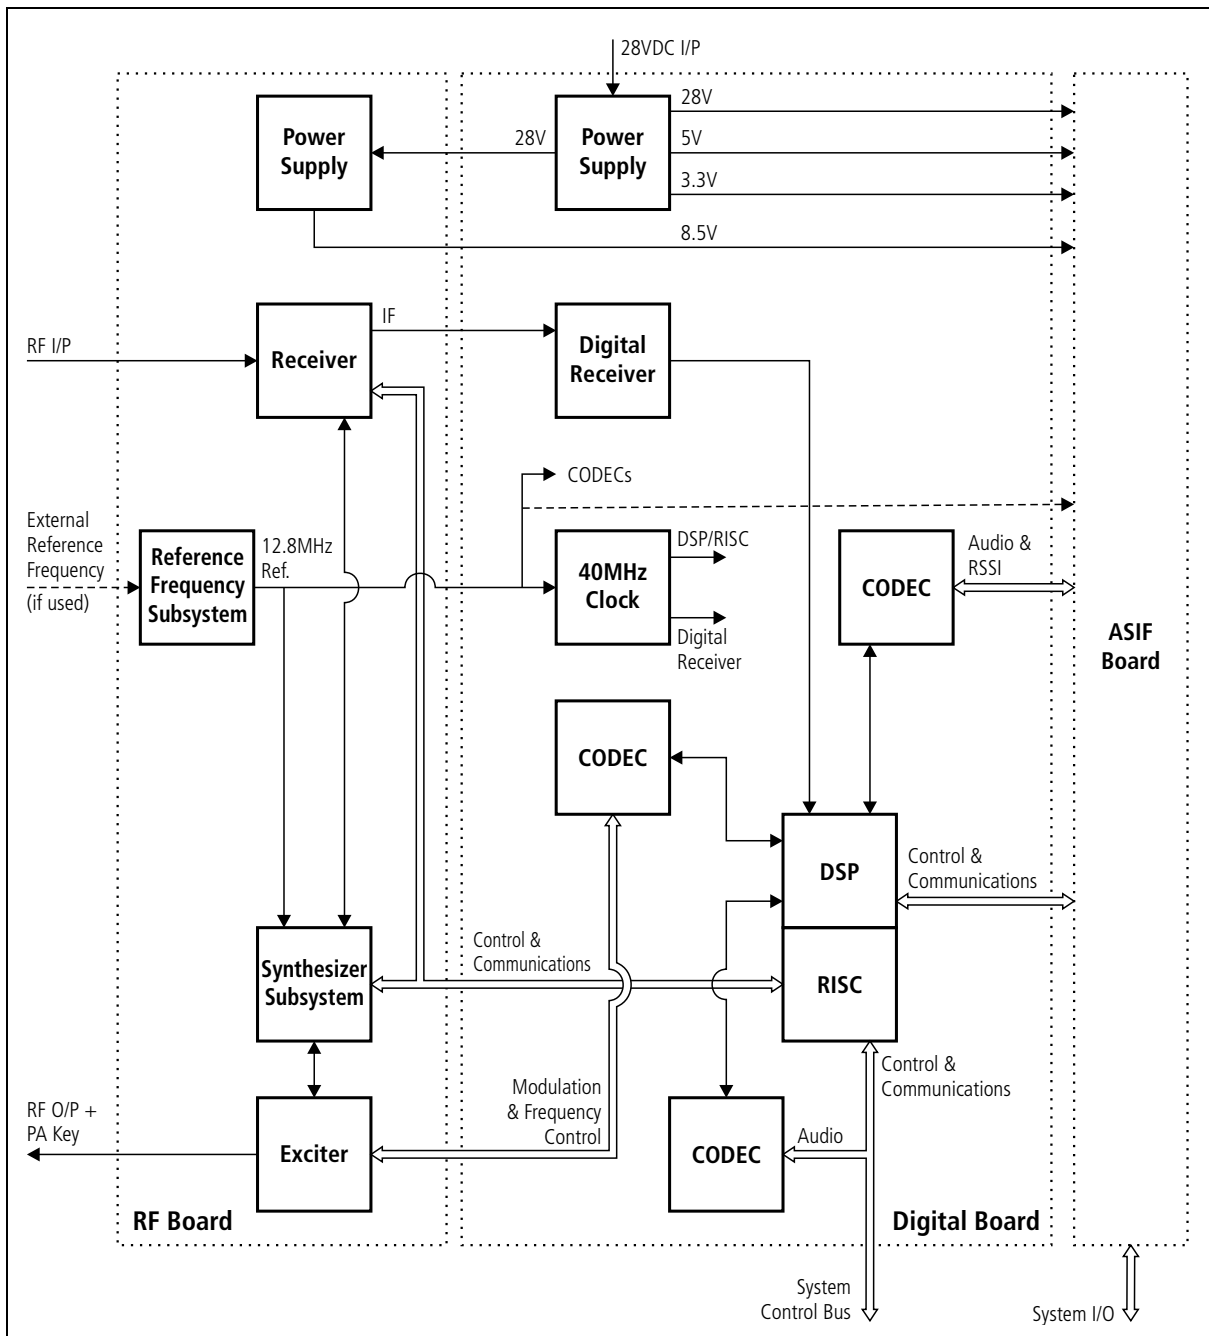 28VDC I/P
Power
Supply
28V
Power
Supply
28V
5V
3.3V
8.5V
RF I/P
Receiver
IF
Digital
Receiver
CODECs
External
Reference
Frequency
(if used)
Reference
Frequency
Subsystem
12.8MHz
Ref.
40MHz
Clock
DSP/RISC
Digital
Receiver
CODEC
Audio &
RSSI
ASIF
Board
CODEC
DSP
Control &
Communications
Synthesizer
Subsystem
Control &
Communications
RISC
Control &
Communications
Modulation
& Frequency
Control
RF O/P +
PA Key
Exciter
CODEC
Audio
RF Board
Digital Board
System
Control Bus
System I/O